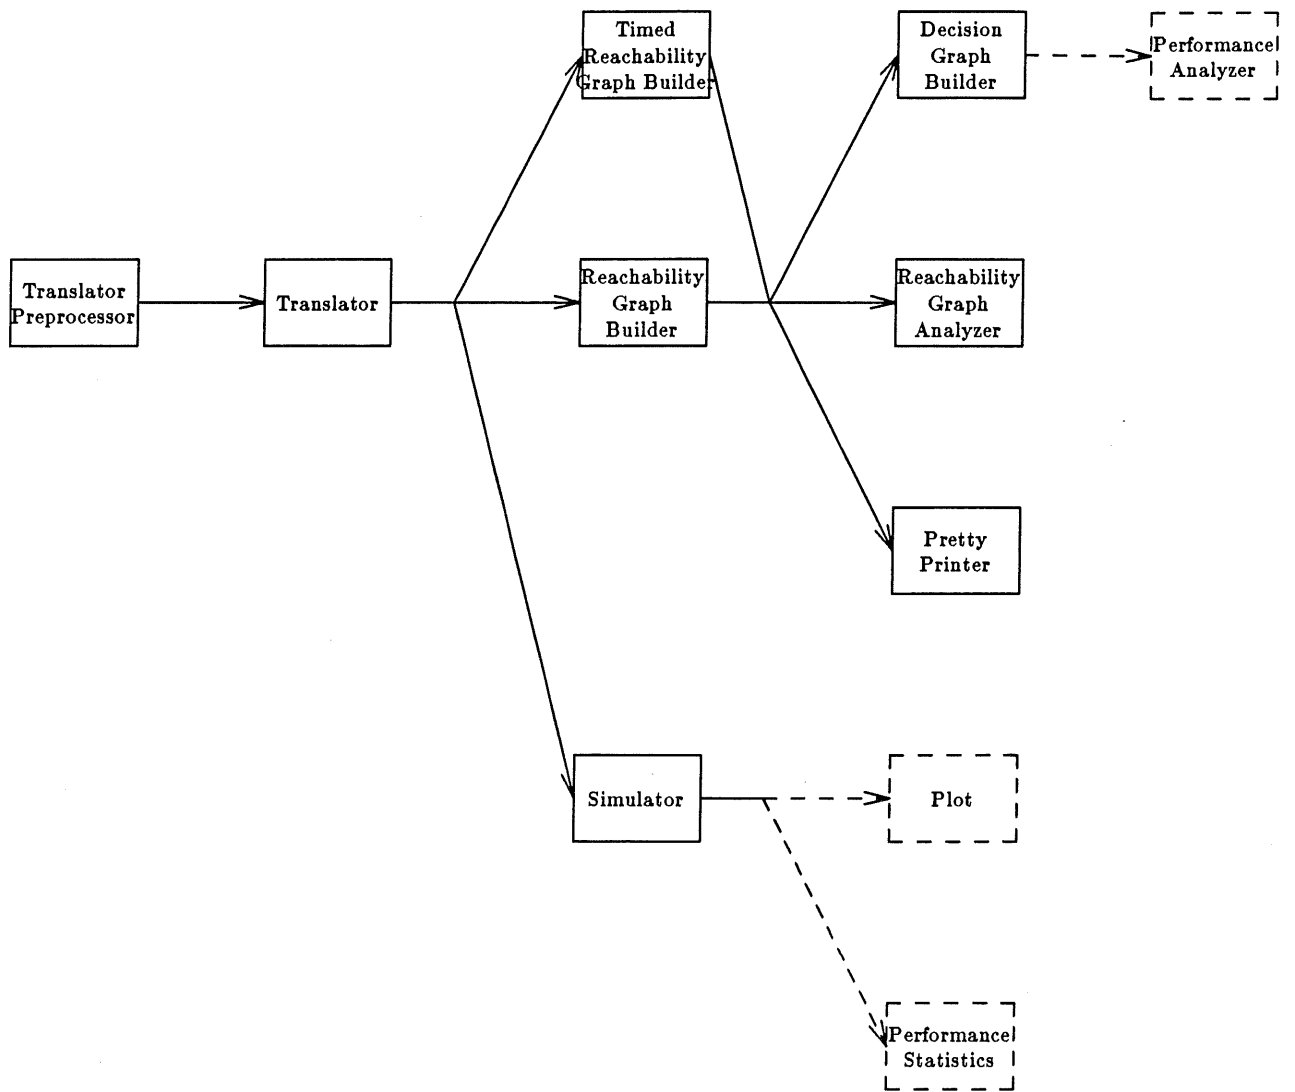 Timed
Reachability
Graph Builder
Decision
Graph
Builder
Performance
Analyzer
Translator
Preprocessor
Translator
Reachability
Graph
Builder
Reachability
Graph
Analyzer
Pretty
Printer
Simulator
Plot
Performance
Statistics